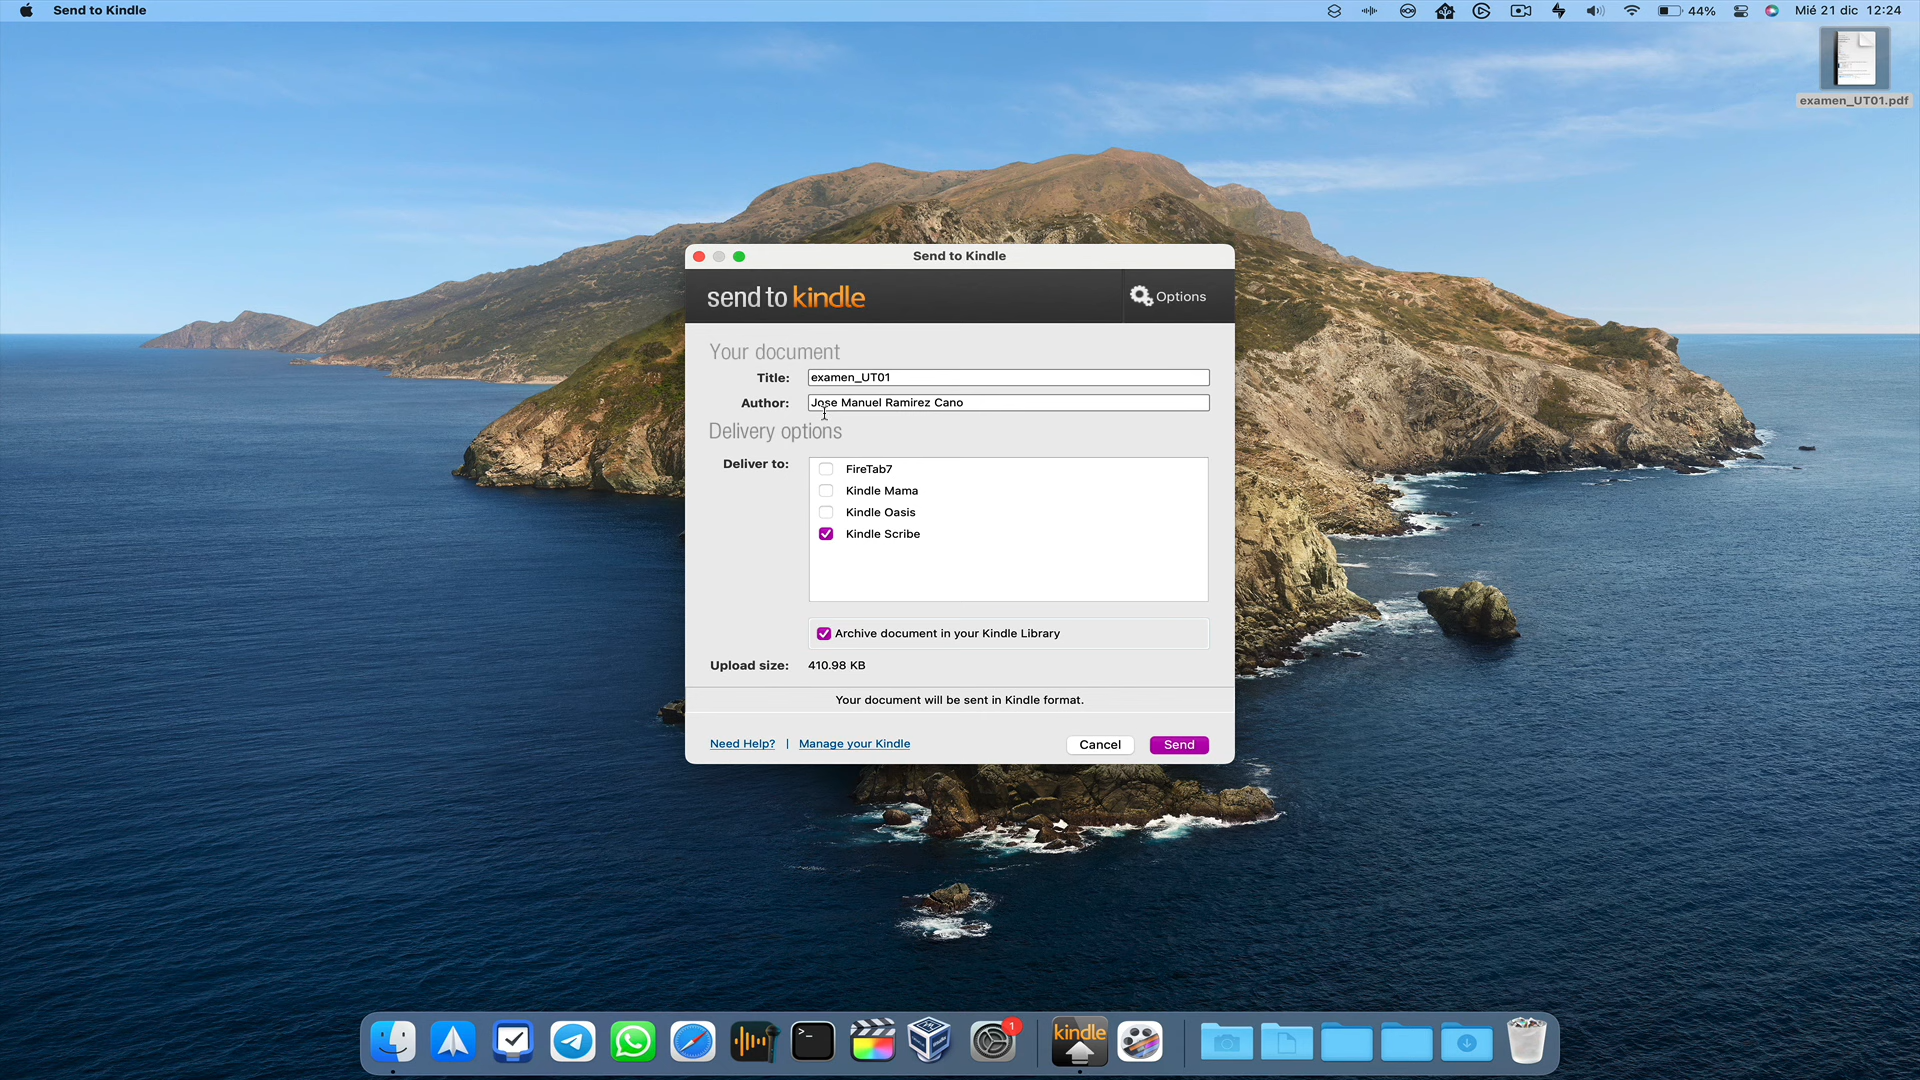 Send to Kindle
44%
Mié 21 dic 12:24
examen_UT01.pdf
Send to Kindle
send to kindle
Options
Your document
Title: examen_UT01
Author: Jose Manuel Ramirez Cano
Delivery options
Deliver to:
FireTab7
Kindle Mama
Kindle Oasis
Kindle Scribe
Archive document in your Kindle Library
Upload size: 410.98 KB
Your document will be sent in Kindle format.
Need Help? | Manage your Kindle
Cancel
Send
>_
1
kindle